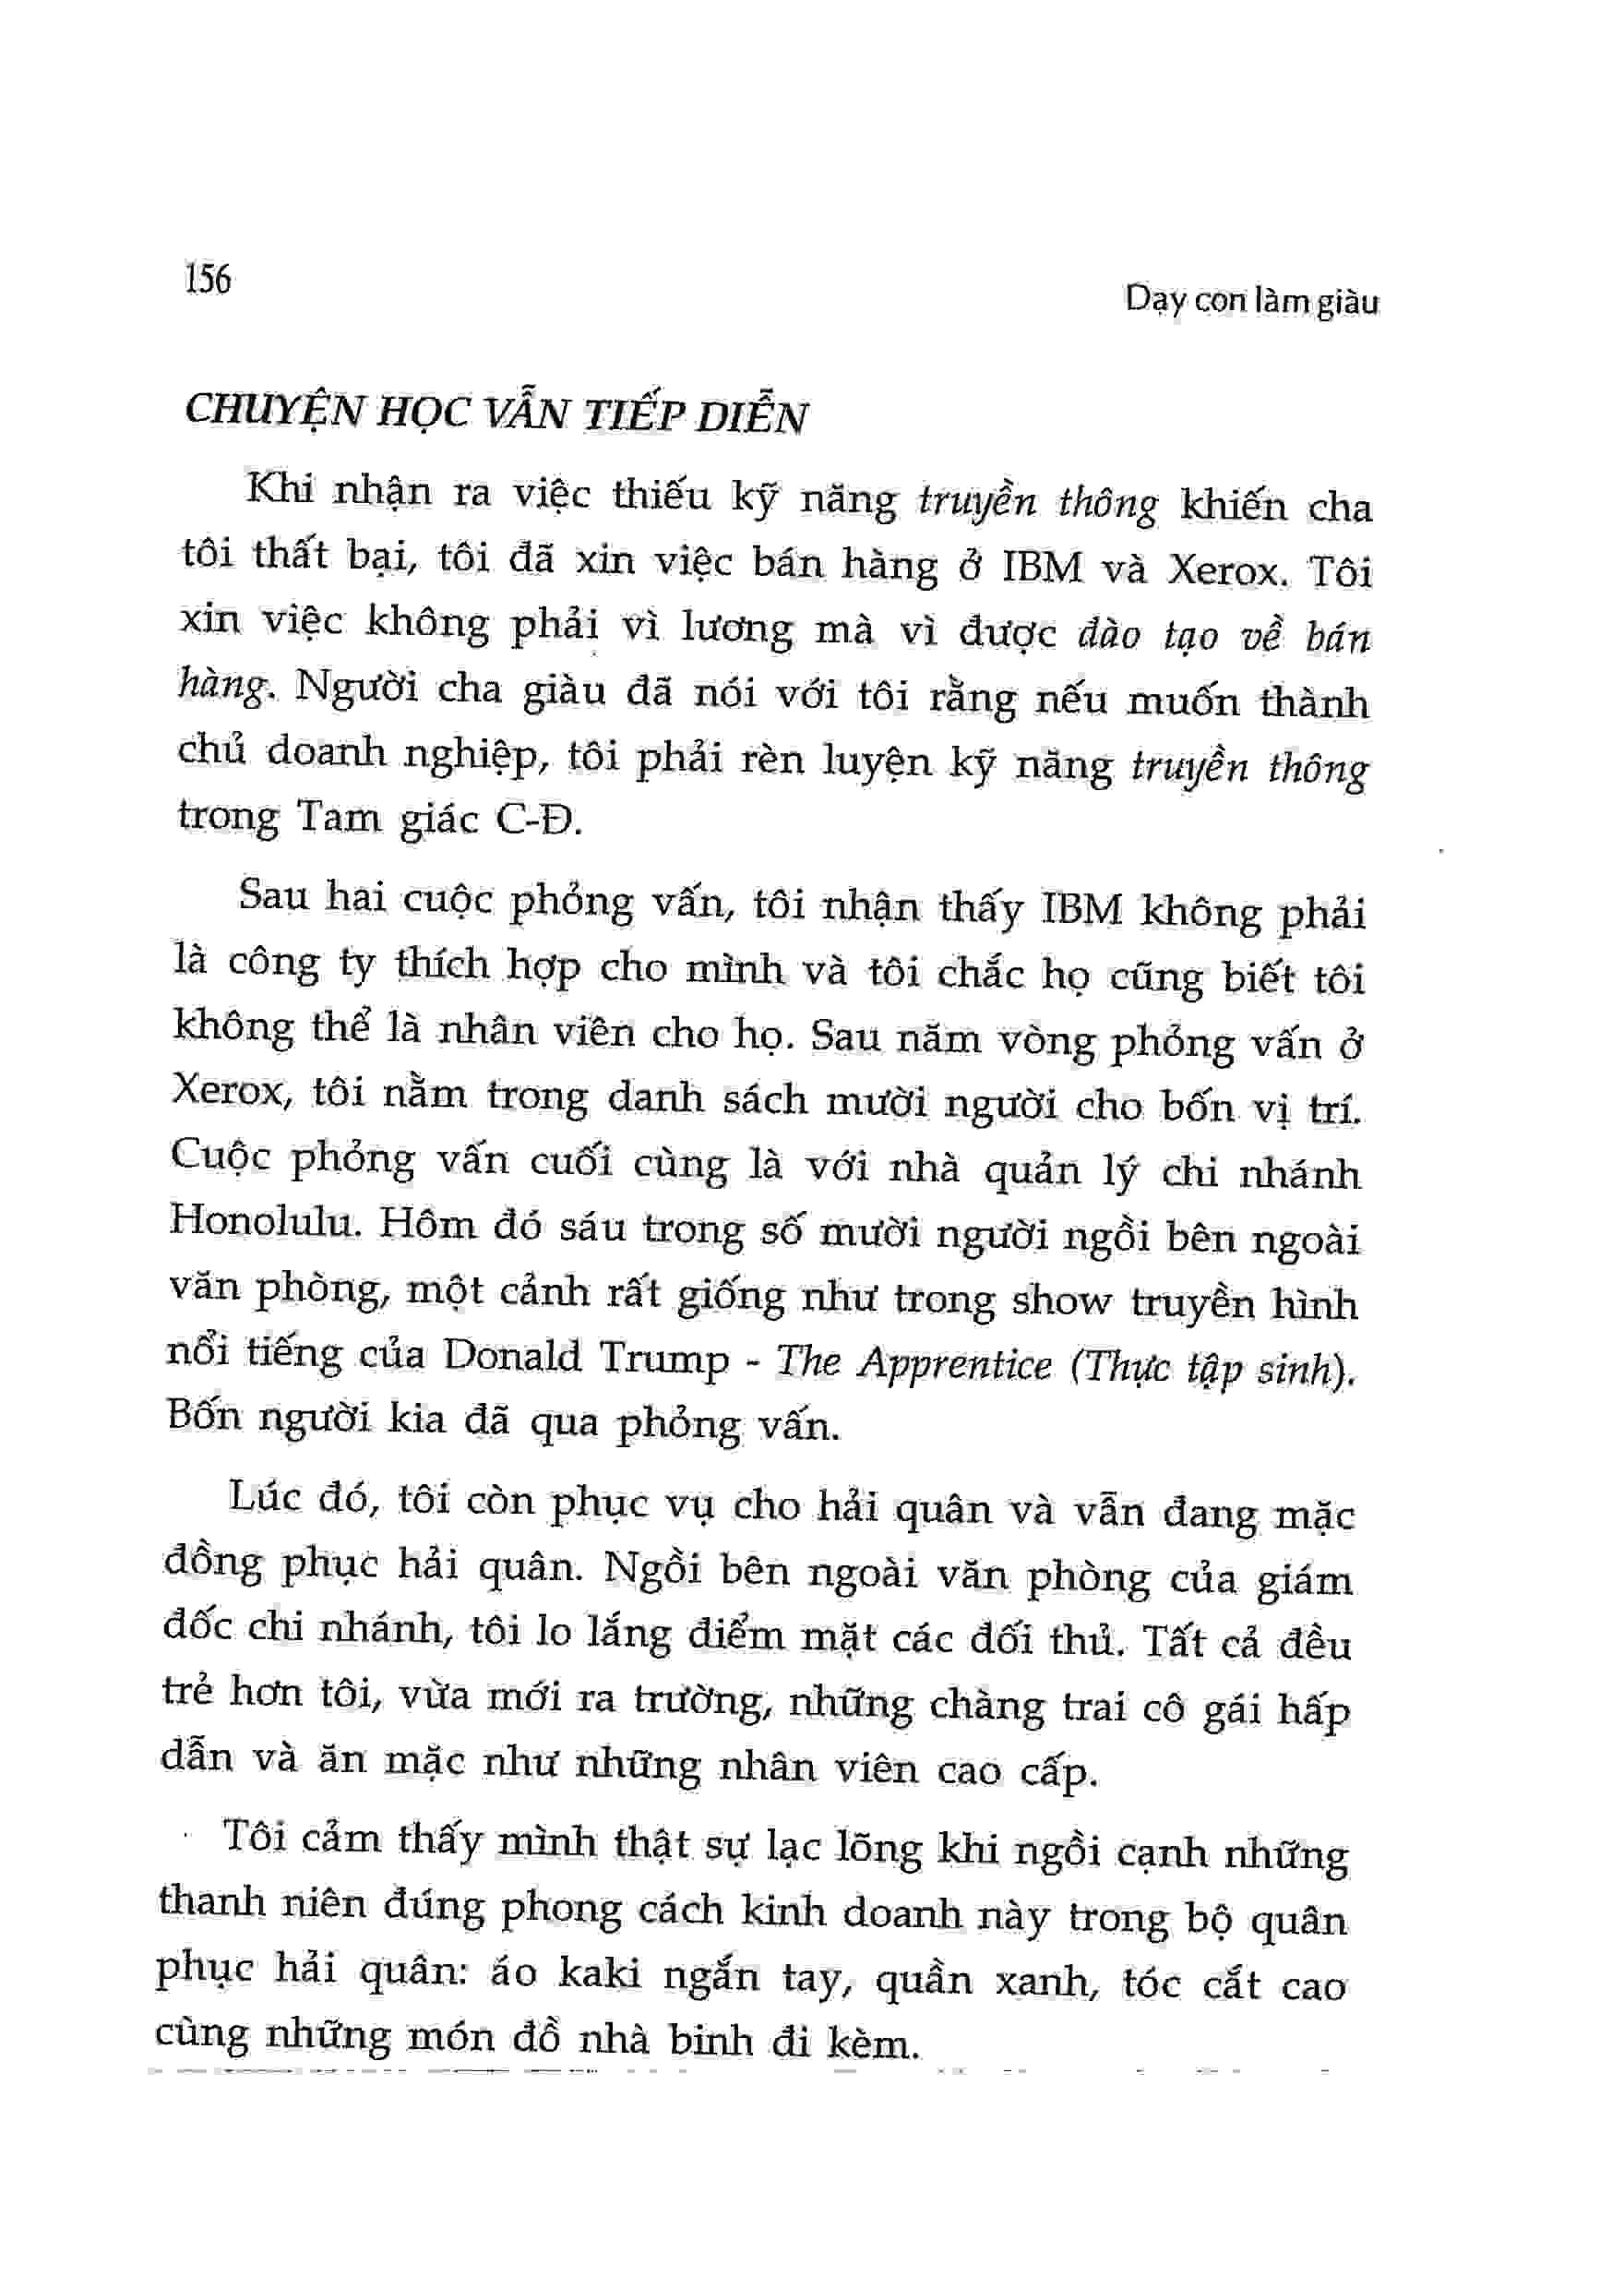 156
Dạy con làm giàu
CHUYỆN HỌC VẪN TIẾP DIỄN
Khi nhận ra việc thiếu kỹ năng truyền thông khiến cha
tôi thất bại, tôi đã xin việc bán hàng ở IBM và Xerox. Tôi
xin việc không phải vì lương mà vì được đào tạo về bán
hàng. Người cha giàu đã nói với tôi rằng nếu muốn thành
chủ doanh nghiệp, tôi phải rèn luyện kỹ năng truyền thông
trong Tam giác C-Đ.
Sau hai cuộc phỏng vấn, tôi nhận thấy IBM không phải
là công ty thích hợp cho mình và tôi chắc họ cũng biết tôi
không thể là nhân viên cho họ. Sau năm vòng phỏng vấn ở
Xerox, tôi nằm trong danh sách mười người cho bốn vị trí.
Cuộc phỏng vấn cuối cùng là với nhà quản lý chi nhánh
Honolulu. Hôm đó sáu trong số mười người ngồi bên ngoài
văn phòng, một cảnh rất giống như trong show truyền hình
nổi tiếng của Donald Trump - The Apprentice (Thực tập sinh).
Bốn người kia đã qua phỏng vấn.
Lúc đó, tôi còn phục vụ cho hải quân và vẫn đang mặc
đồng phục hải quân. Ngồi bên ngoài văn phòng của giám
đốc chi nhánh, tôi lo lắng điểm mặt các đối thủ. Tất cả đều
trẻ hơn tôi, vừa mới ra trường, những chàng trai cô gái hấp
dẫn và ăn mặc như những nhân viên cao cấp.
Tôi cảm thấy mình thật sự lạc lõng khi ngồi cạnh những
thanh niên đúng phong cách kinh doanh này trong bộ quân
phục hải quân: áo kaki ngắn tay, quần xanh, tóc cắt cao
cùng những món đồ nhà binh đi kèm.